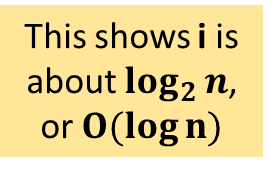 This shows i is
about log₂ n,
or O(log n)